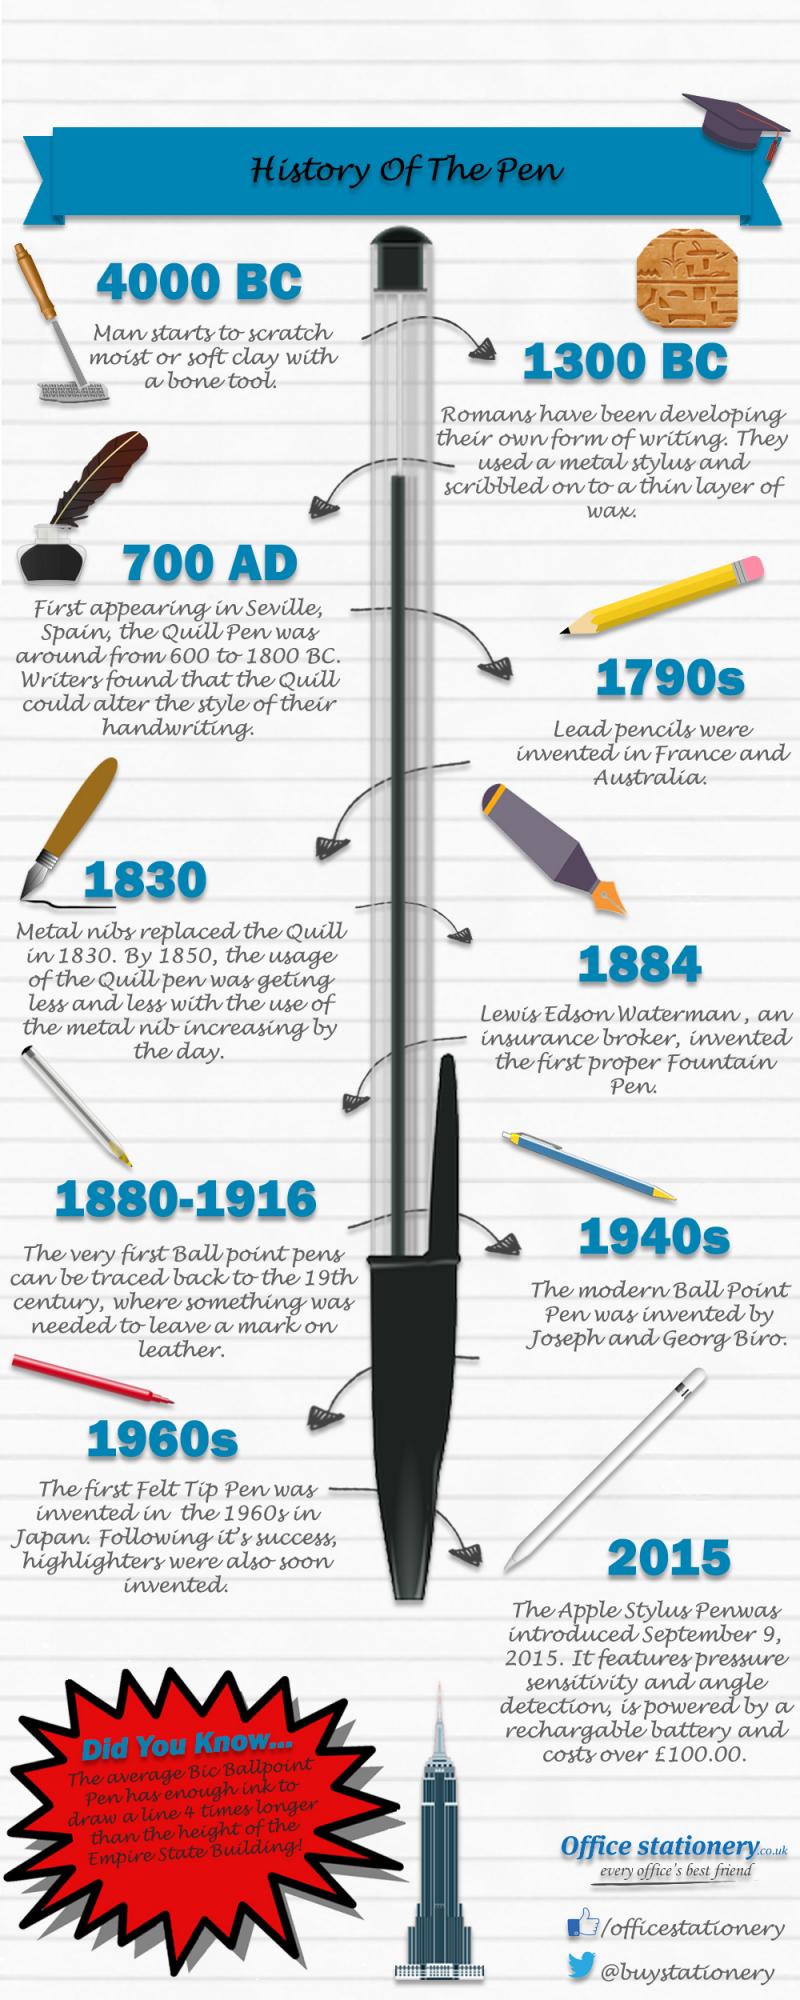 History Of The Pen
4000 BC
Man starts to scratch
moist or soft clay with
a bone tool.
1300 BC
Romans have been developing
their own form of writing. They
used a metal stylus and
scribbled on to a thin layer of
wax.
700 AD
First appearing in Seville,
Spain, the Quill Pen was
around from 600 to 1800 BC.
Writers found that the Quill
could alter the style of their
handwriting.
1790s
Lead pencils were
invented in France and
Australia.
1830
Metal nibs replaced the Quill
in 1830. By 1850, the usage
of the Quill pen was geting
less and less with the use of
the metal nib increasing by
the day.
1884
Lewis Edson Waterman , an
insurance broker, invented
the first proper Fountain
Pen.
1880-1916
The very first Ball point pens
can be traced back to the 19th
century, where something was
needed to leave a mark on
leather.
1940s
The modern Ball Point
Pen was invented by
Joseph and Georg Biro.
1960s
The first Felt Tip Pen was
invented in the 1960s in
Japan. Following it's success,
highlighters were also soon
invented.
2015
The Apple Stylus Penwas
introduced September 9,
2015. It features pressure
sensitivity and angle
detection, is powered by a
rechargable battery and
costs over £100.00.
Did You Know...
The average Bic Ballpoint
Pen has enough ink to
draw a line 4 times longer
than the height of the
Empire State Building!
Office stationery.co.uk
every office's best friend
/officestationery
@buystationery